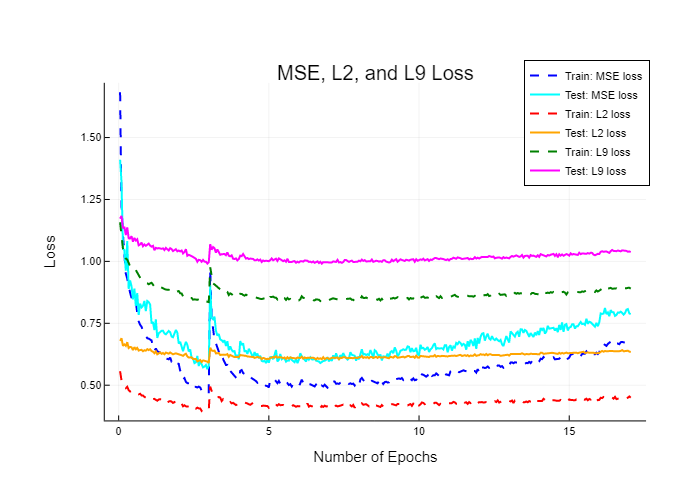 MSE, L2, and L9 Loss
Train: MSE loss
Test: MSE loss
Train: L2 loss
Test: L2 loss
Train: L9 loss
Test: L9 loss
Loss
1.50
1.25
1.00
0.75
0.50
0
5
10
15
Number of Epochs